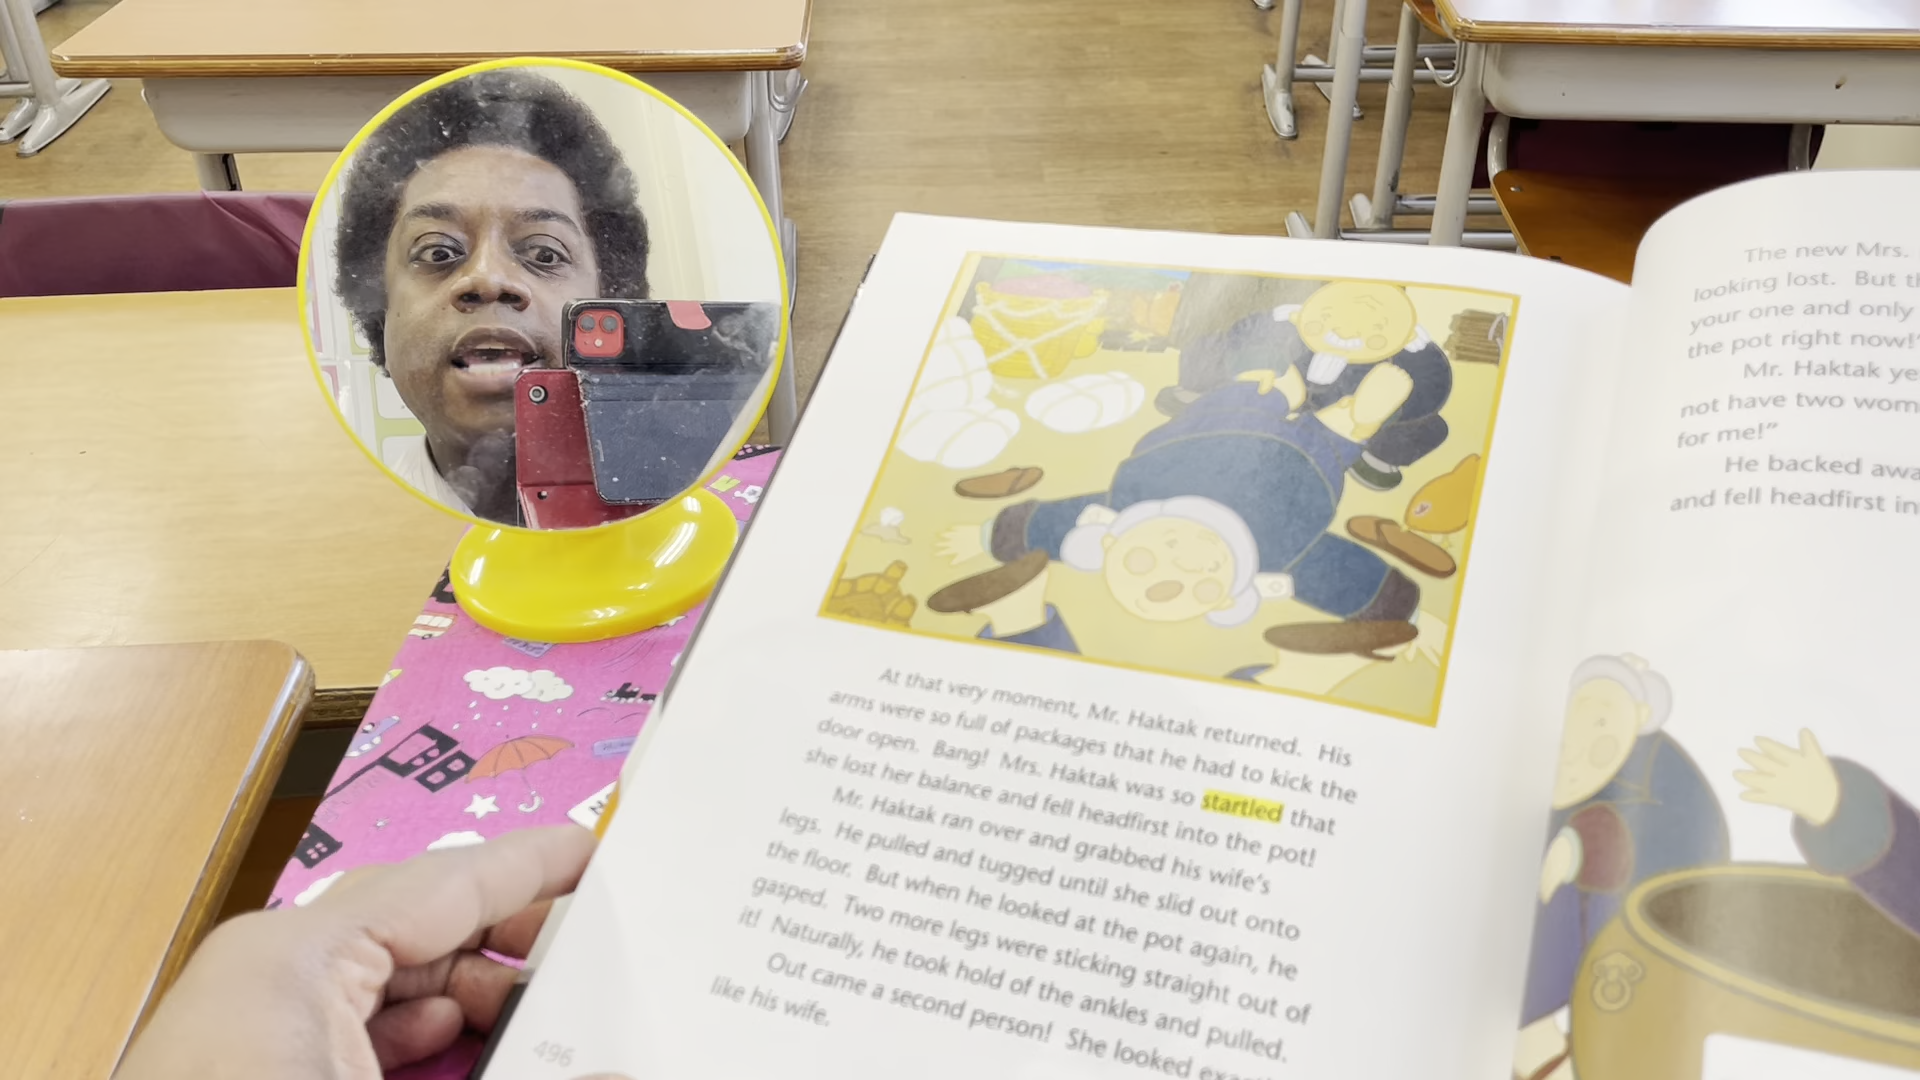 At that very moment, Mr. Haktak returned. His
arms were so full of packages that he had to kick the
door open. Bang! Mrs. Haktak was so startled that
she lost her balance and fell headfirst into the pot!
Mr. Haktak ran over and grabbed his wife's
legs. He pulled and tugged until she slid out onto
the floor. But when he looked at the pot again, he
gasped. Two more legs were sticking straight out of
it! Naturally, he took hold of the ankles and pulled.
Out came a second person! She looked
like his wife.
496
The new Mrs.
looking lost. But
your one and only
the pot right now!
Mr. Haktak
not have two
for me!"
He backed
and fell headfirst